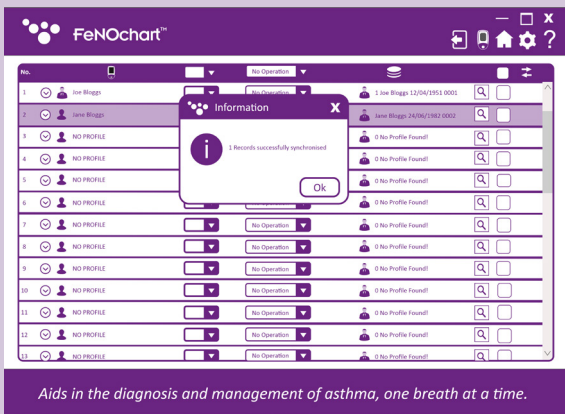 FeNOchart™
?
No. No Operation
1 Joe Bloggs No Operation 1 Joe Bloggs 12/04/1951 0001
2 Jane Bloggs Jane Bloggs 24/06/1982 0002
Information X
i
1 Records successfully synchronised
Ok
3 NO PROFILE 0 No Profile Found!
4 NO PROFILE 0 No Profile Found!
5 NO PROFILE 0 No Profile Found!
6 NO PROFILE 0 No Profile Found!
7 NO PROFILE No Operation 0 No Profile Found!
8 NO PROFILE No Operation 0 No Profile Found!
9 NO PROFILE No Operation 0 No Profile Found!
10 NO PROFILE No Operation 0 No Profile Found!
11 NO PROFILE No Operation 0 No Profile Found!
12 NO PROFILE No Operation 0 No Profile Found!
13 NO PROFILE No Operation 0 No Profile Found!
Aids in the diagnosis and management of asthma, one breath at a time.